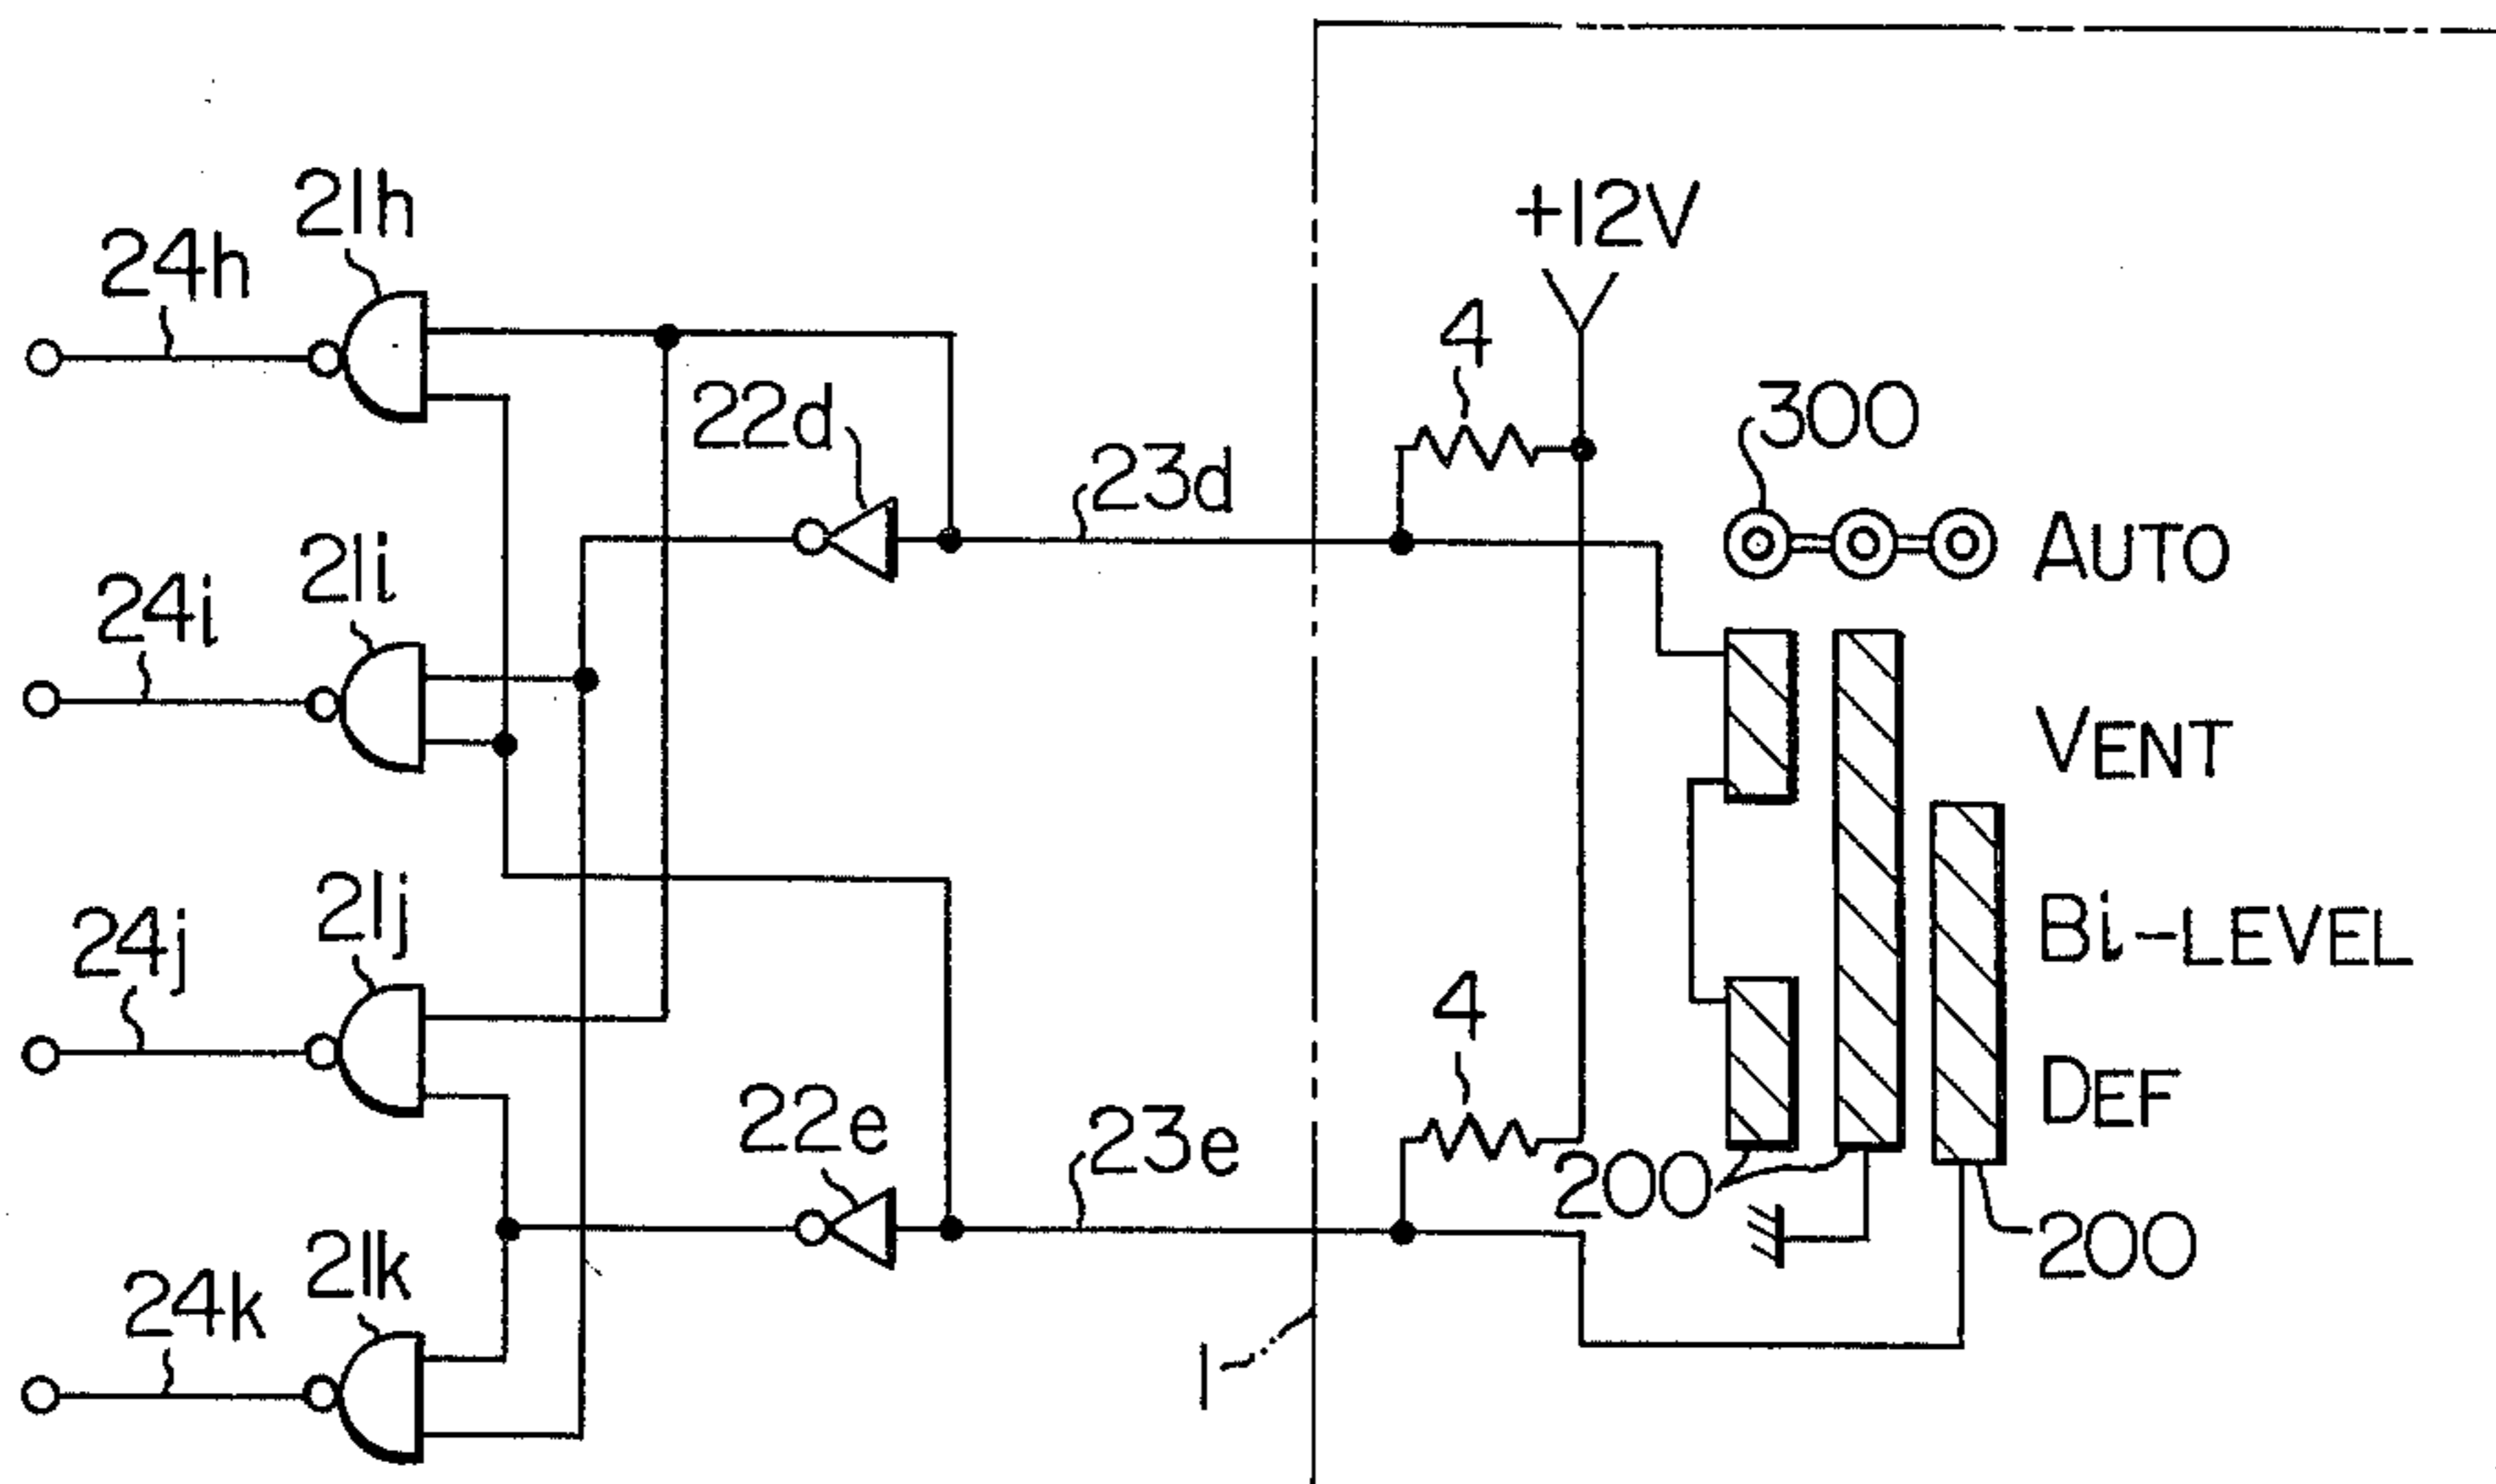 21h
24h
+12V
4
300
22d
23d
AUTO
21i
24i
VENT
21j
24j
Bi-LEVEL
4
DEF
22e
23e
200
200
21k
24k
1